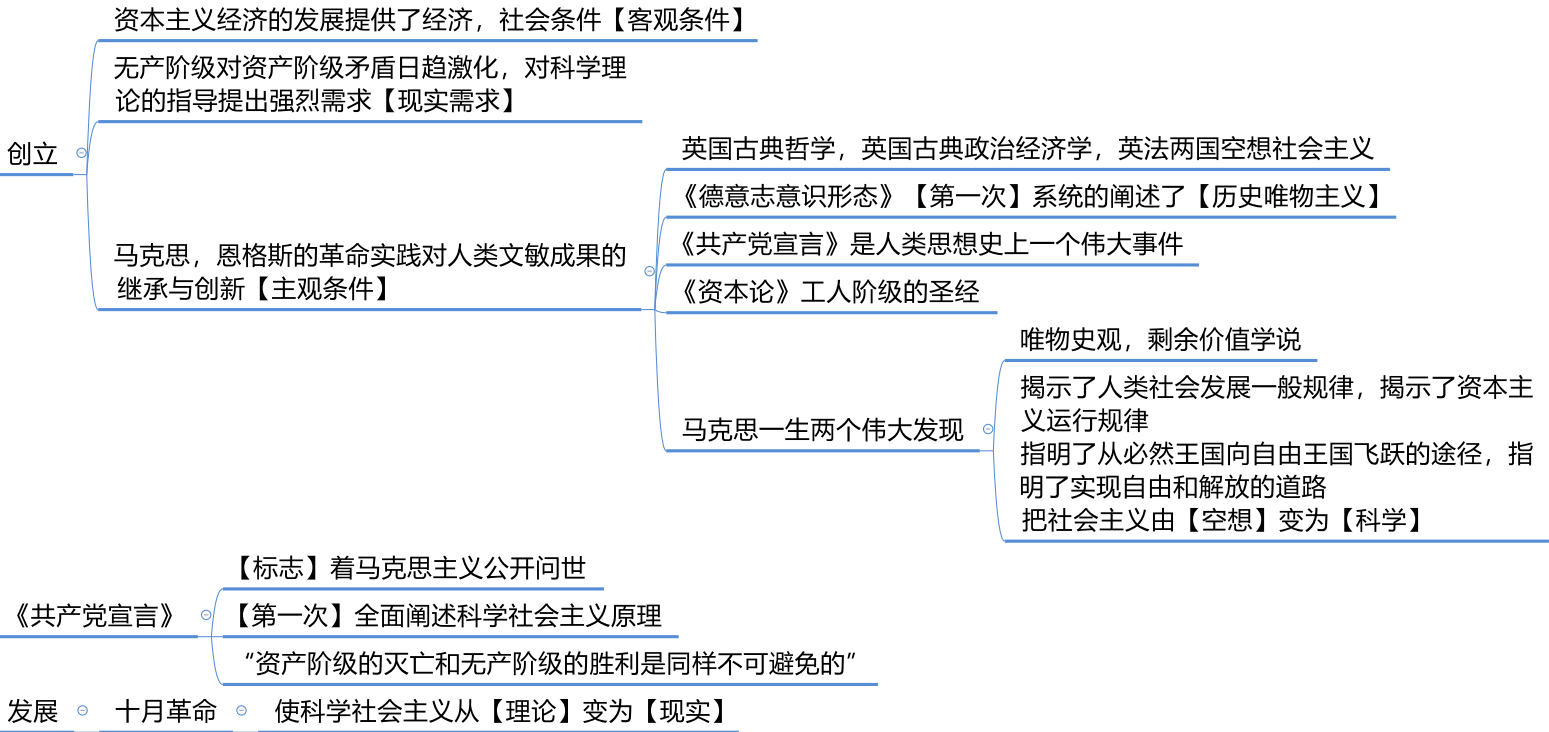 资本主义经济的发展提供了经济，社会条件【客观条件】
无产阶级对资产阶级矛盾日趋激化，对科学理
论的指导提出强烈需求【现实需求】
创立
英国古典哲学，英国古典政治经济学，英法两国空想社会主义
《德意志意识形态》【第一次】系统的阐述了【历史唯物主义】
《共产党宣言》是人类思想史上一个伟大事件
马克思，恩格斯的革命实践对人类文敏成果的
继承与创新【主观条件】
《资本论》工人阶级的圣经
唯物史观，剩余价值学说
揭示了人类社会发展一般规律，揭示了资本主
义运行规律
马克思一生两个伟大发现
指明了从必然王国向自由王国飞跃的途径，指
明了实现自由和解放的道路
把社会主义由【空想】变为【科学】
【标志】着马克思主义公开问世
《共产党宣言》
【第一次】全面阐述科学社会主义原理
“资产阶级的灭亡和无产阶级的胜利是同样不可避免的”
发展
十月革命
使科学社会主义从【理论】变为【现实】